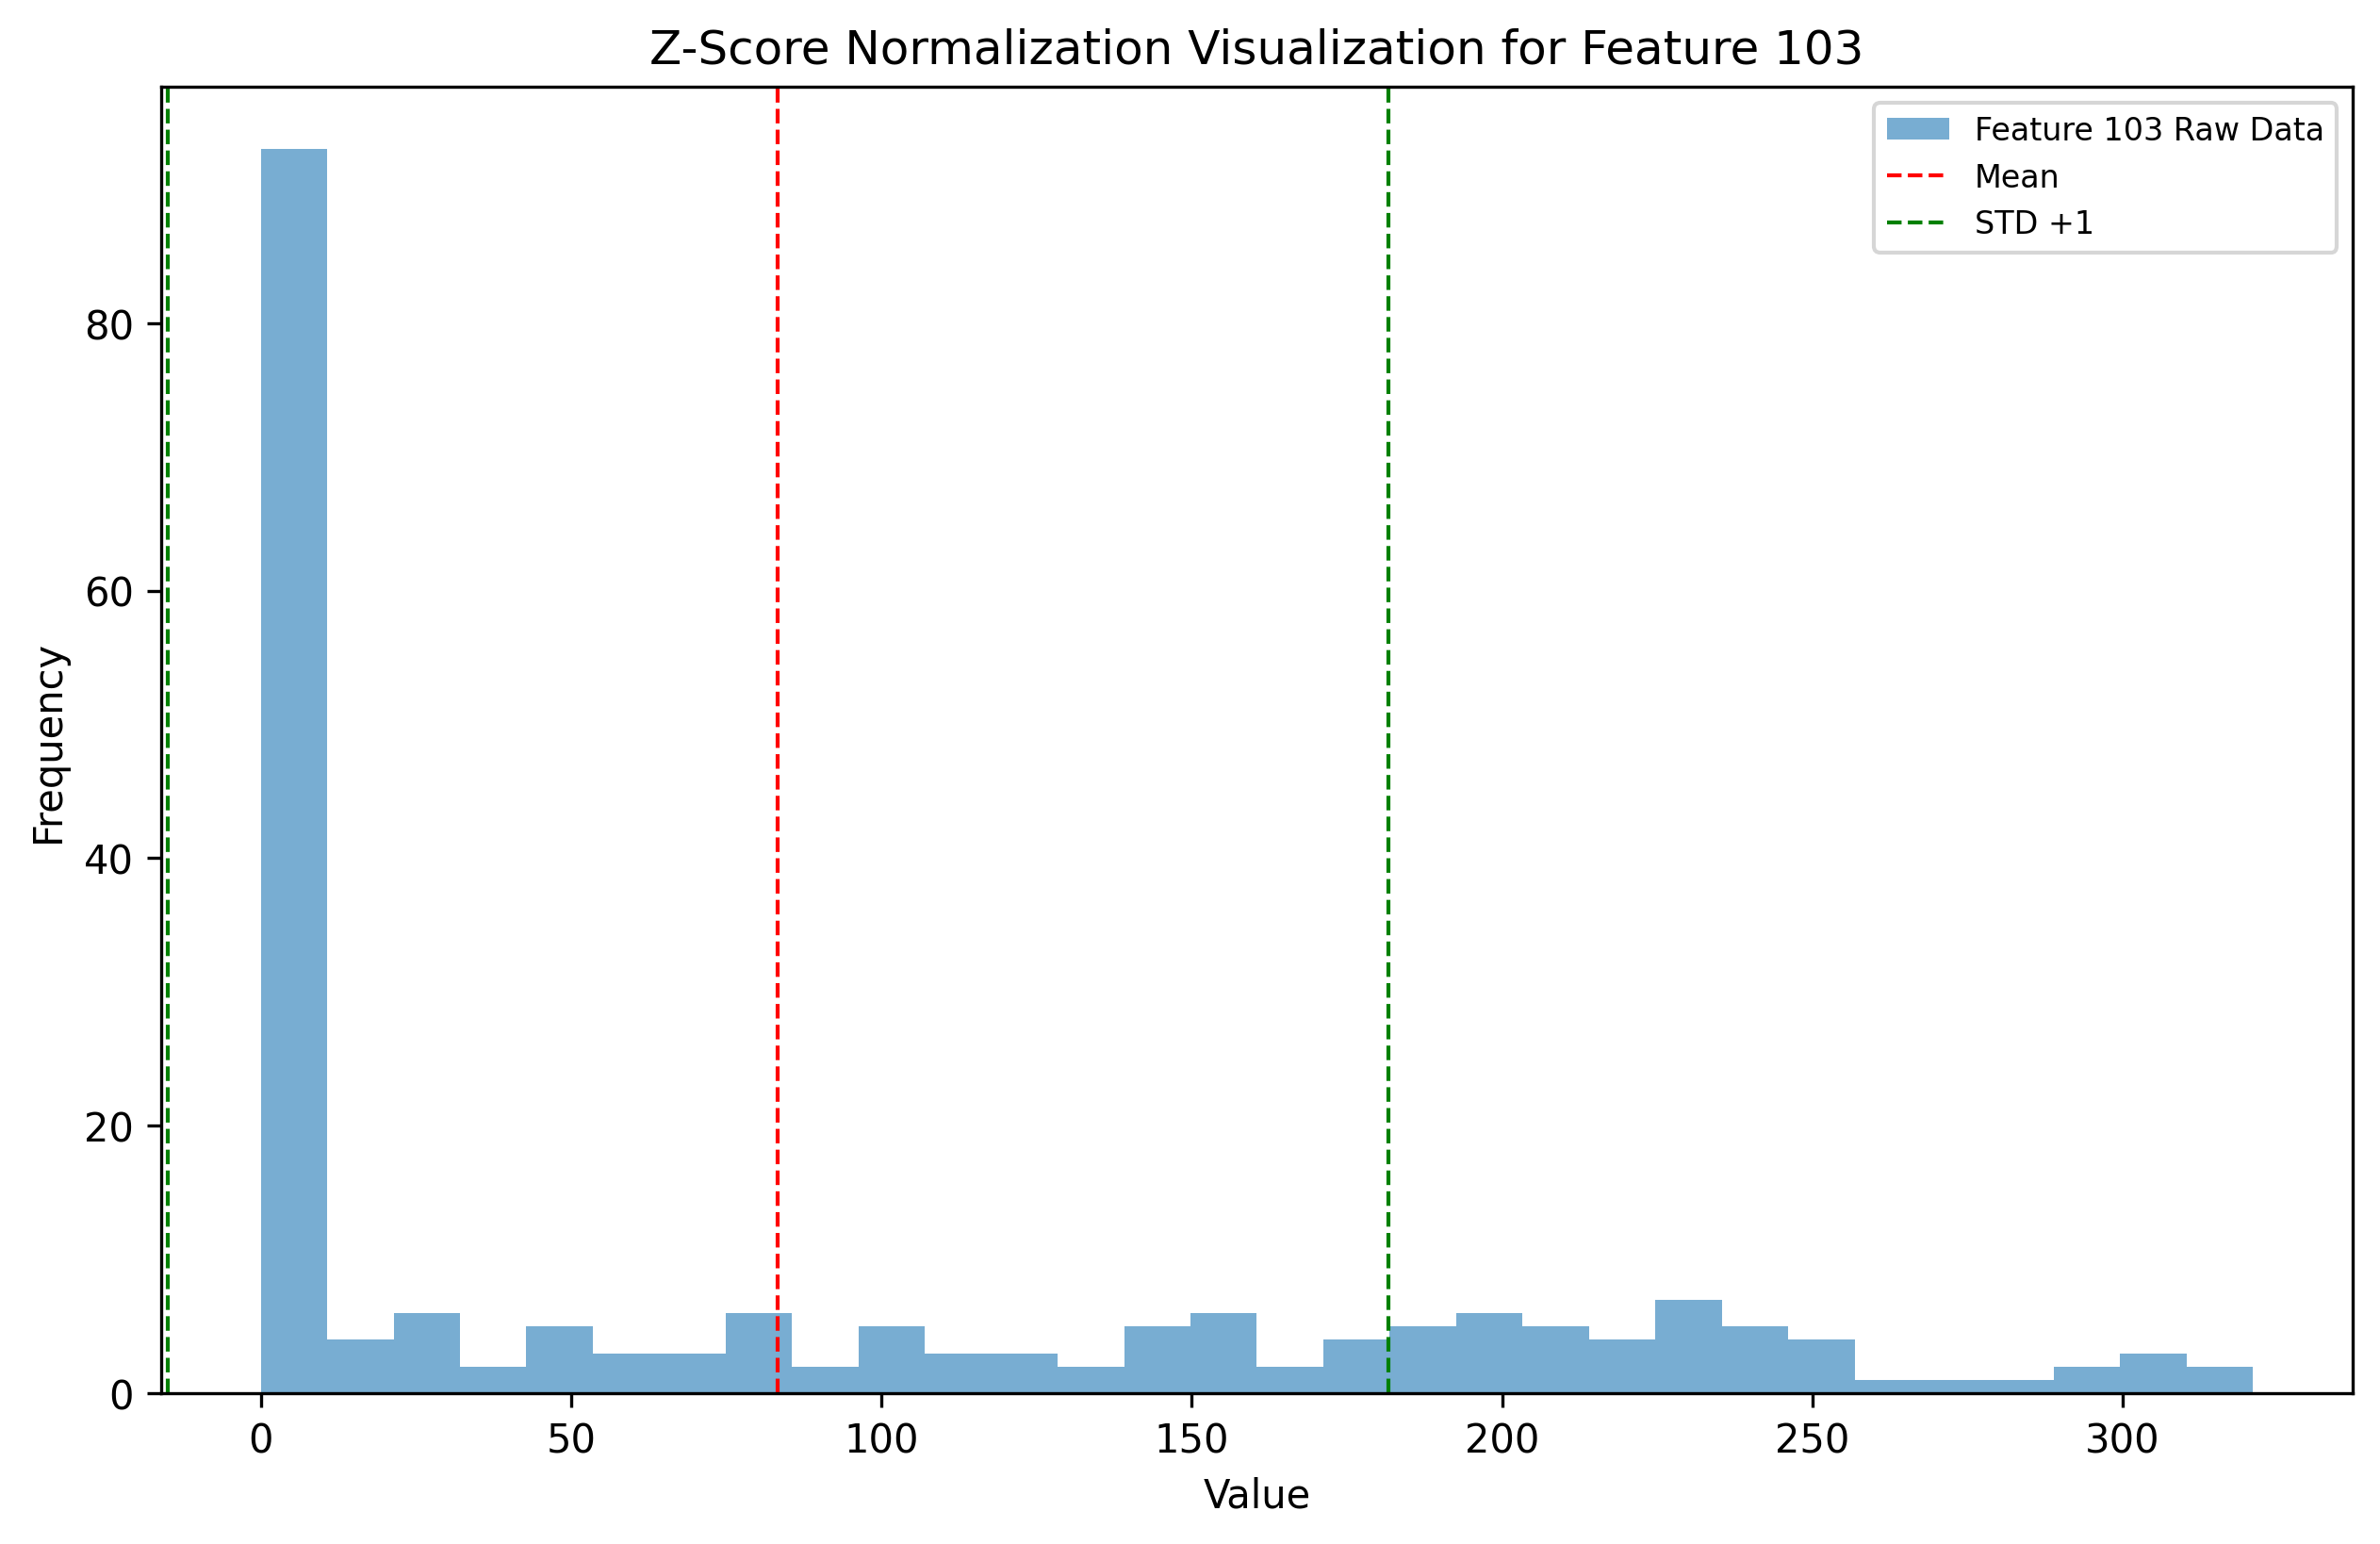 Z-Score Normalization Visualization for Feature 103
Feature 103 Raw Data
Mean
STD +1
80
60
40
20
0
Frequency
0 50 100 150 200 250 300
Value